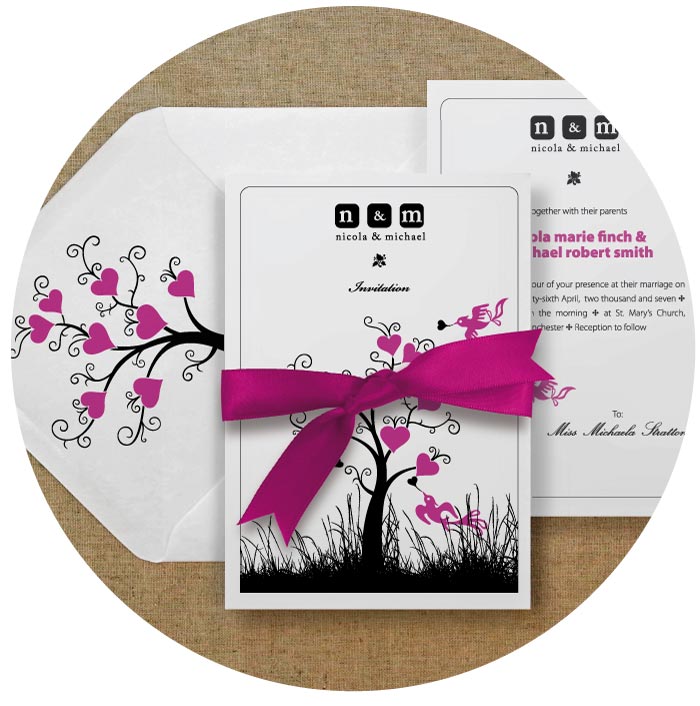 n & m
nicola & michael
Invitation
n & m
nicola & michael
ogether with their parents
ola marie finch &
hael robert smith
our of your presence at their marriage on
ty-sixth April, two thousand and seven ✤
the morning ✤ at St. Mary's Church,
nchester ✤ Reception to follow
To:
Miss Michaela Stratton